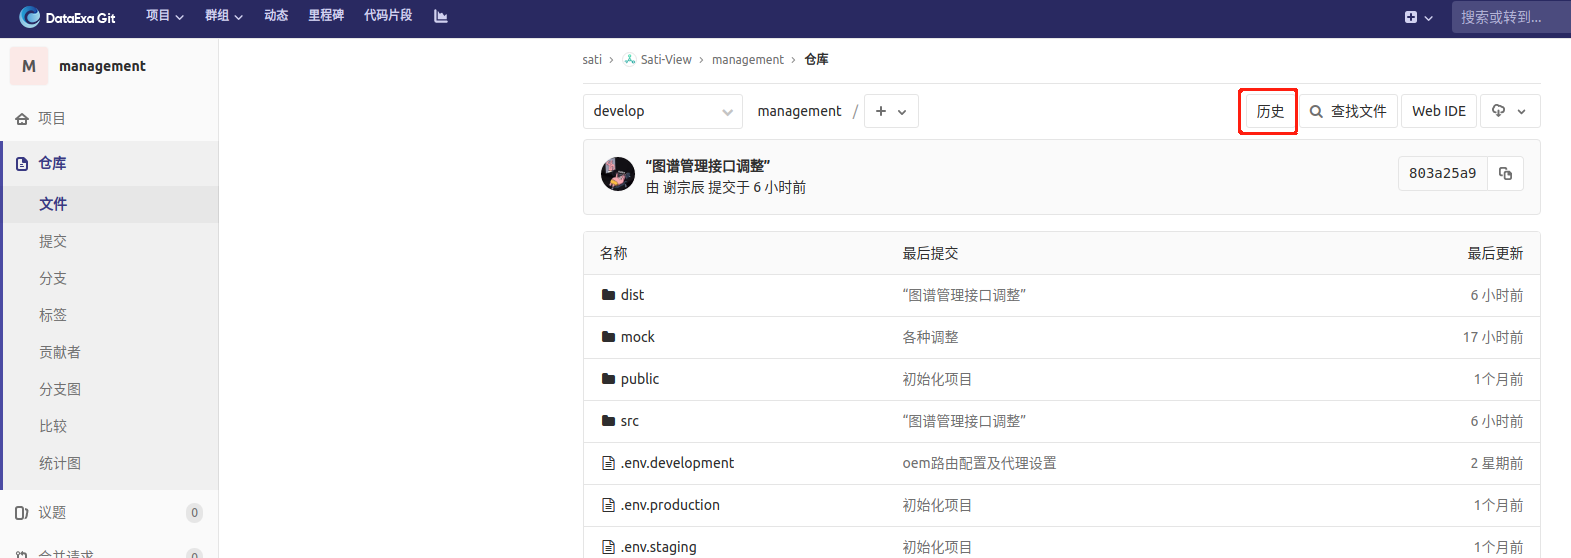 DataExa Git 项目 群组 动态 里程碑 代码片段 搜索或转到...
M management
项目
仓库
文件
提交
分支
标签
贡献者
分支图
比较
统计图
议题 0
合并请求 0
sati > Sati-View > management > 仓库
develop management / + 历史 查找文件 Web IDE
“图谱管理接口调整”
由 谢宗辰 提交于 6 小时前
803a25a9
名称 最后提交 最后更新
dist “图谱管理接口调整” 6 小时前
mock 各种调整 17 小时前
public 初始化项目 1个月前
src “图谱管理接口调整” 6 小时前
.env.development oem路由配置及代理设置 2 星期前
.env.production 初始化项目 1个月前
.env.staging 初始化项目 1个月前